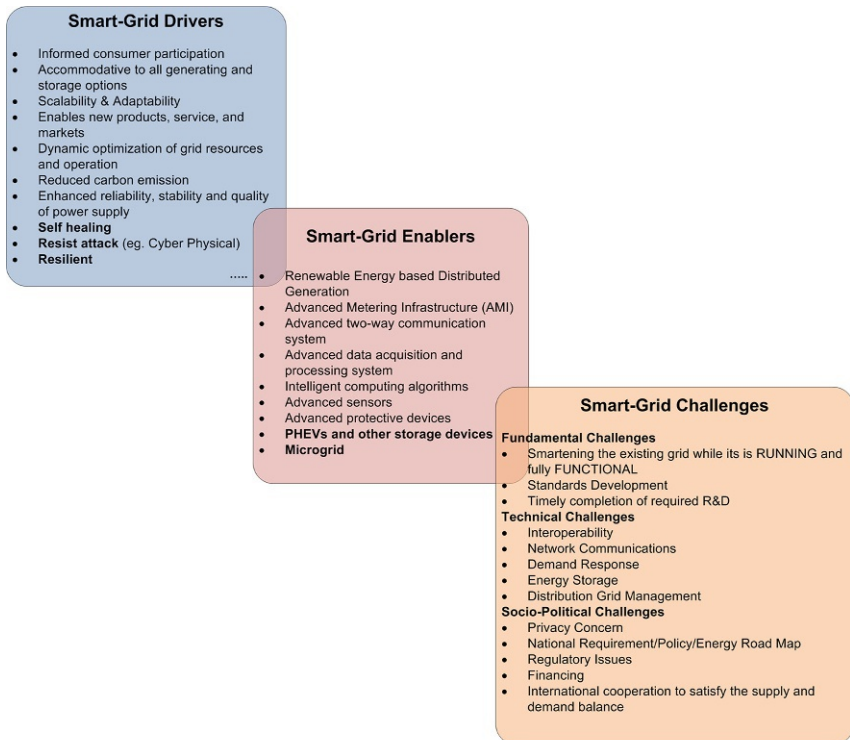 Smart-Grid Drivers
• Informed consumer participation
• Accommodative to all generating and
storage options
• Scalability & Adaptability
• Enables new products, service, and
markets
• Dynamic optimization of grid resources
and operation
• Reduced carbon emission
• Enhanced reliability, stability and quality
of power supply
• Self healing
• Resist attack (eg. Cyber Physical)
• Resilient
.....
Smart-Grid Enablers
• Renewable Energy based Distributed
Generation
• Advanced Metering Infrastructure (AMI)
• Advanced two-way communication
system
• Advanced data acquisition and
processing system
• Intelligent computing algorithms
• Advanced sensors
• Advanced protective devices
• PHEVs and other storage devices
• Microgrid
Smart-Grid Challenges
Fundamental Challenges
• Smartening the existing grid while its is RUNNING and
fully FUNCTIONAL
• Standards Development
• Timely completion of required R&D
Technical Challenges
• Interoperability
• Network Communications
• Demand Response
• Energy Storage
• Distribution Grid Management
Socio-Political Challenges
• Privacy Concern
• National Requirement/Policy/Energy Road Map
• Regulatory Issues
• Financing
• International cooperation to satisfy the supply and
demand balance